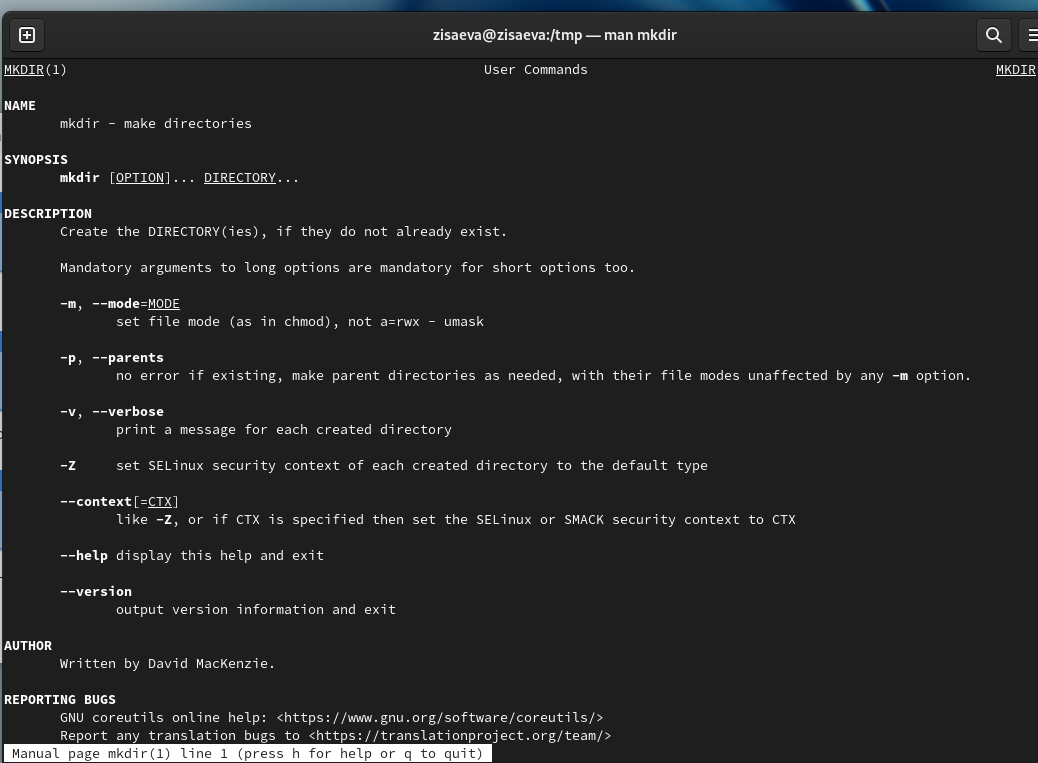 zisaeva@zisaeva:/tmp — man mkdir
MKDIR(1) User Commands MKDIR
NAME
mkdir - make directories
SYNOPSIS
mkdir [OPTION]... DIRECTORY...
DESCRIPTION
Create the DIRECTORY(ies), if they do not already exist.
Mandatory arguments to long options are mandatory for short options too.
-m, --mode=MODE
set file mode (as in chmod), not a=rwx - umask
-p, --parents
no error if existing, make parent directories as needed, with their file modes unaffected by any -m option.
-v, --verbose
print a message for each created directory
-Z set SELinux security context of each created directory to the default type
--context[=CTX]
like -Z, or if CTX is specified then set the SELinux or SMACK security context to CTX
--help display this help and exit
--version
output version information and exit
AUTHOR
Written by David MacKenzie.
REPORTING BUGS
GNU coreutils online help: <https://www.gnu.org/software/coreutils/>
Report any translation bugs to <https://translationproject.org/team/>
Manual page mkdir(1) line 1 (press h for help or q to quit)